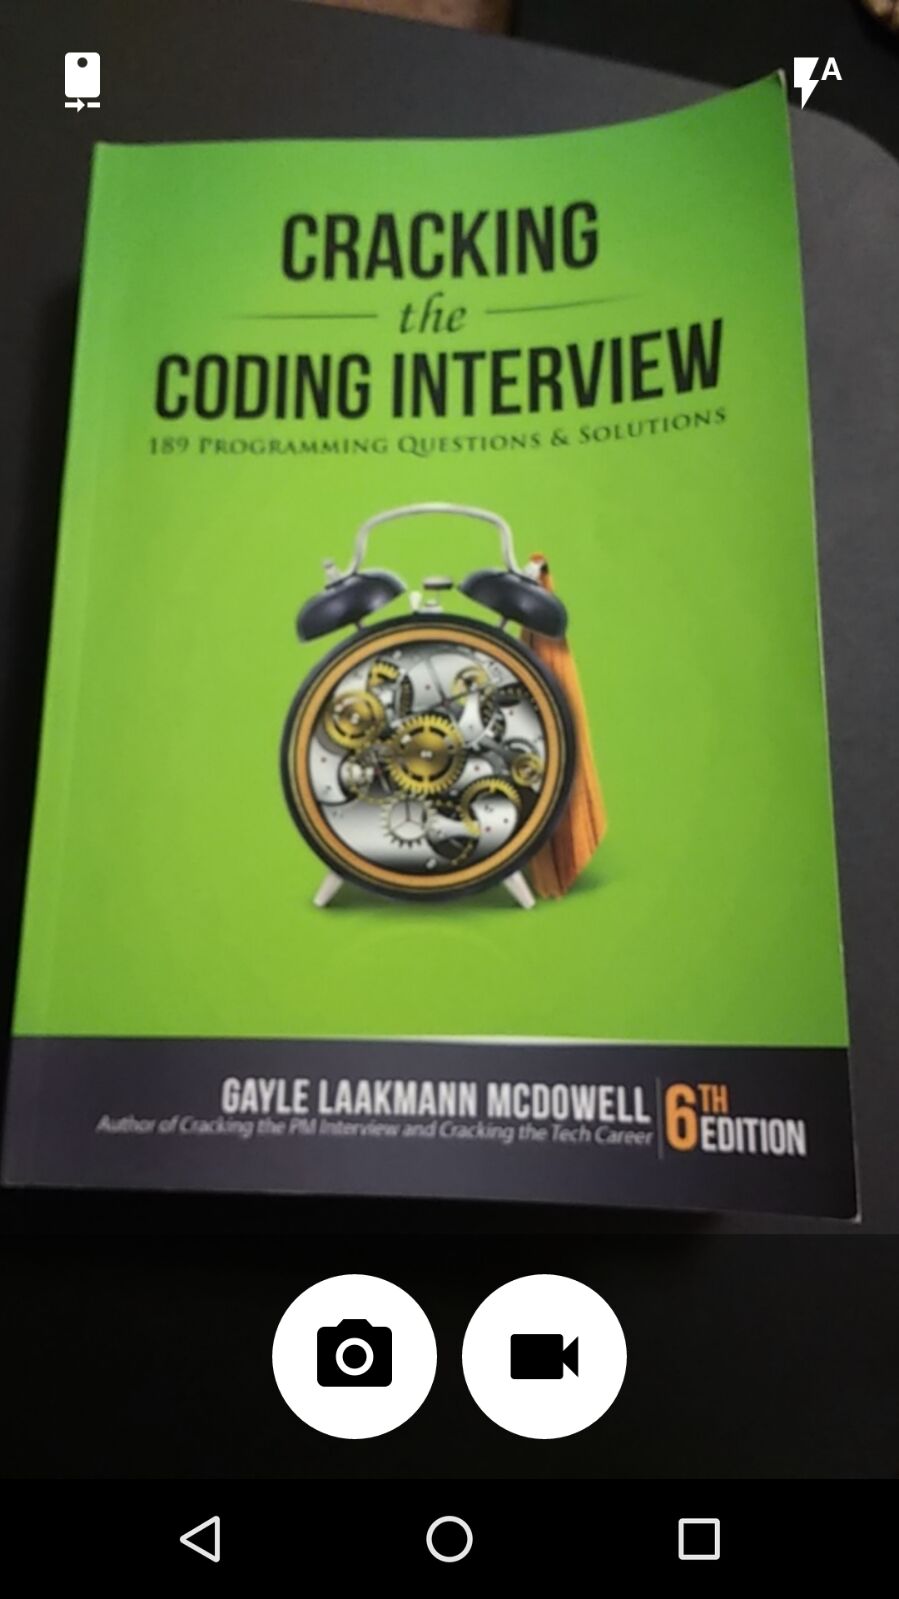 A
CRACKING
the
CODING INTERVIEW
189 PROGRAMMING QUESTIONS & SOLUTIONS
GAYLE LAAKMANN MCDOWELL
Author of Cracking the PM Interview and Cracking the Tech Career
6TH
EDITION